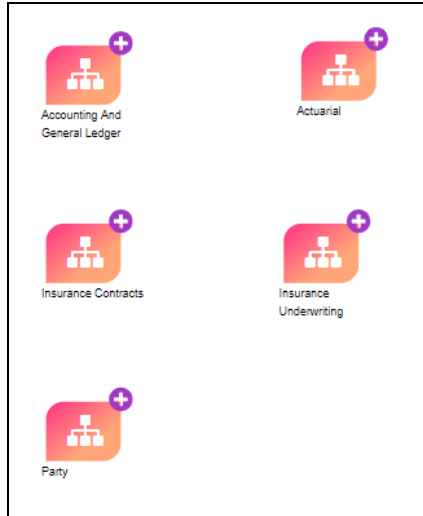 Accounting And
General Ledger
Actuarial
Insurance Contracts
Insurance
Underwriting
Party